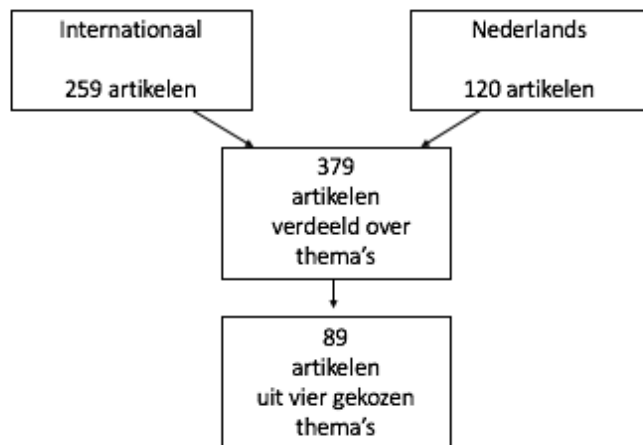 Internationaal
259 artikelen
Nederlands
120 artikelen
379
artikelen
verdeeld over
thema's
89
artikelen
uit vier gekozen
thema's